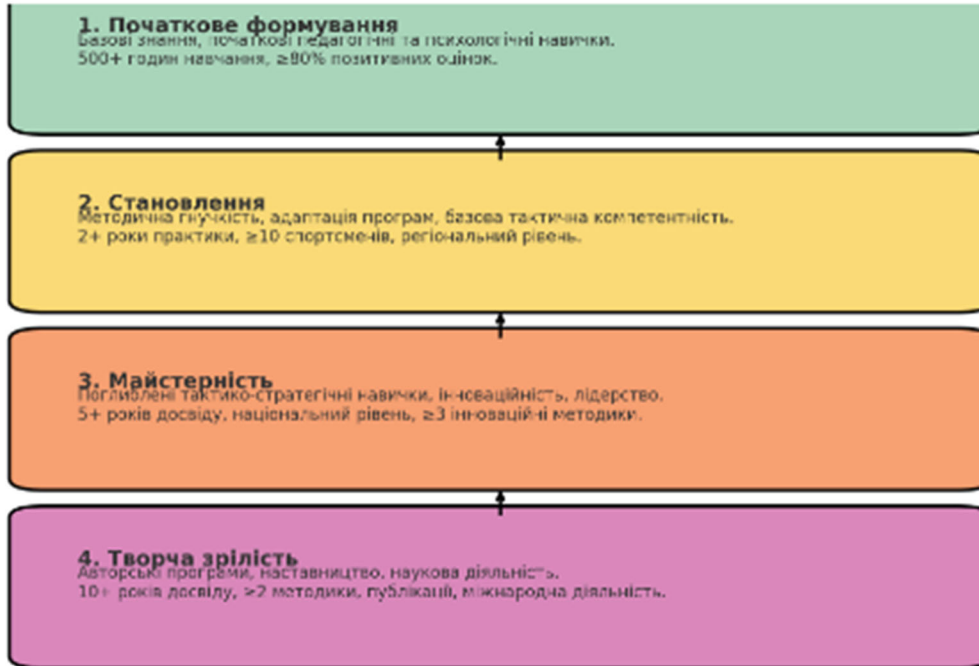 1. Початкове формування
Базові знання, початкові педагогічні та психологічні навички.
500+ годин навчання, ≥80% позитивних оцінок.
2. Становлення
Методична гнучкість, адаптація програм, базова тактична компетентність.
2+ роки практики, ≥10 спортсменів, регіональний рівень.
3. Майстерність
Поглиблені тактико-стратегічні навички, інноваційність, лідерство.
5+ років досвіду, національний рівень, ≥3 інноваційні методики.
4. Творча зрілість
Авторські програми, наставництво, наукова діяльність.
10+ років досвіду, ≥2 методики, публікації, міжнародна діяльність.